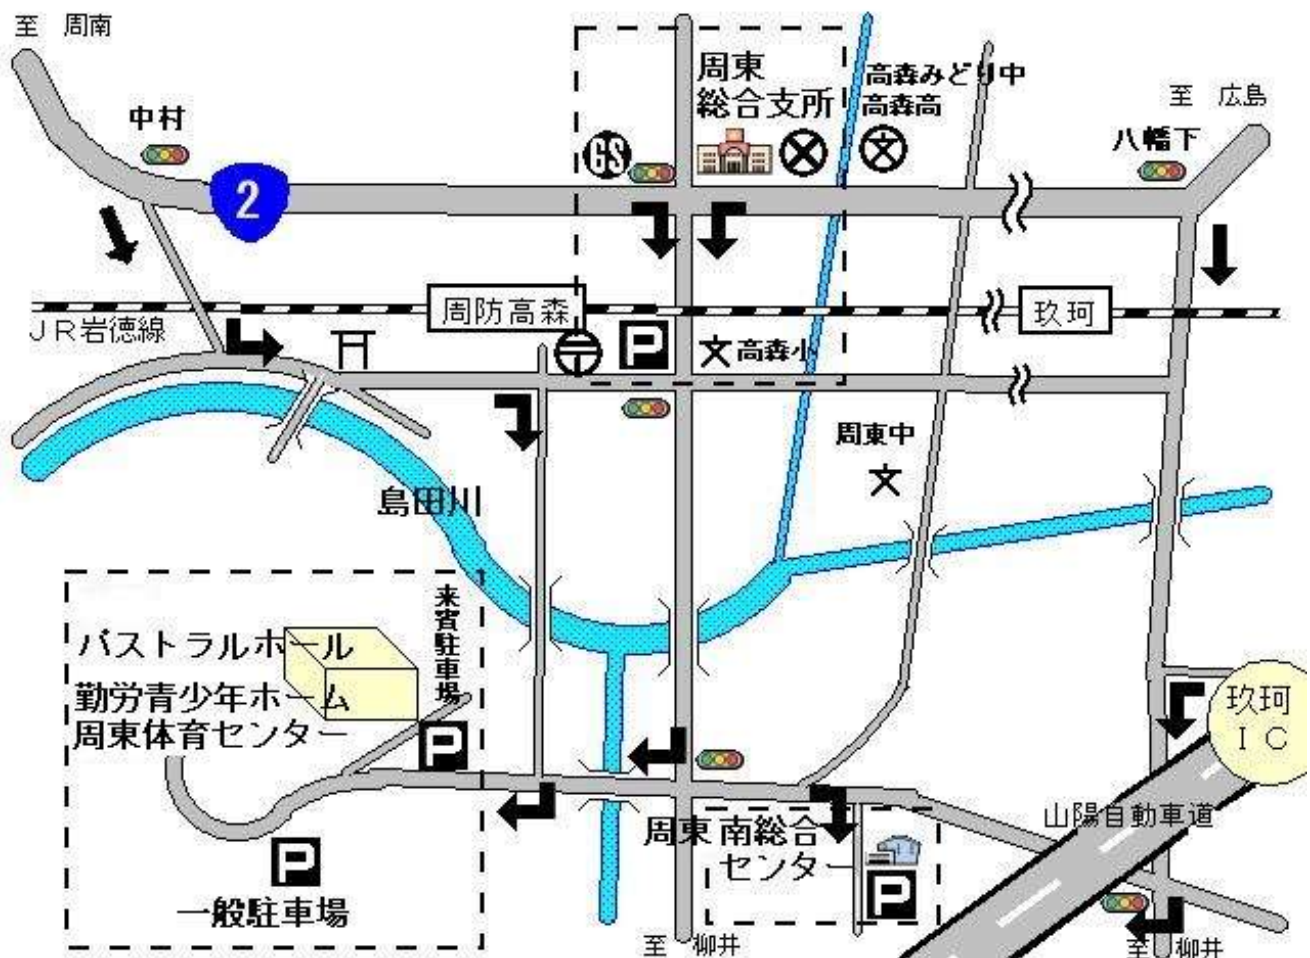 至 周南
中村
2
GS
周東
総合支所
高森みどり中
高森高
文
至 広島
八幡下
JR岩徳線
周防高森
玖珂
〒
P
文
高森小
周東中
文
島田川
来賓駐車場
パストラルホール
勤労青少年ホーム
周東体育センター
P
P
一般駐車場
周東 南総合
センター
P
玖珂
IC
山陽自動車道
至 柳井
至 柳井